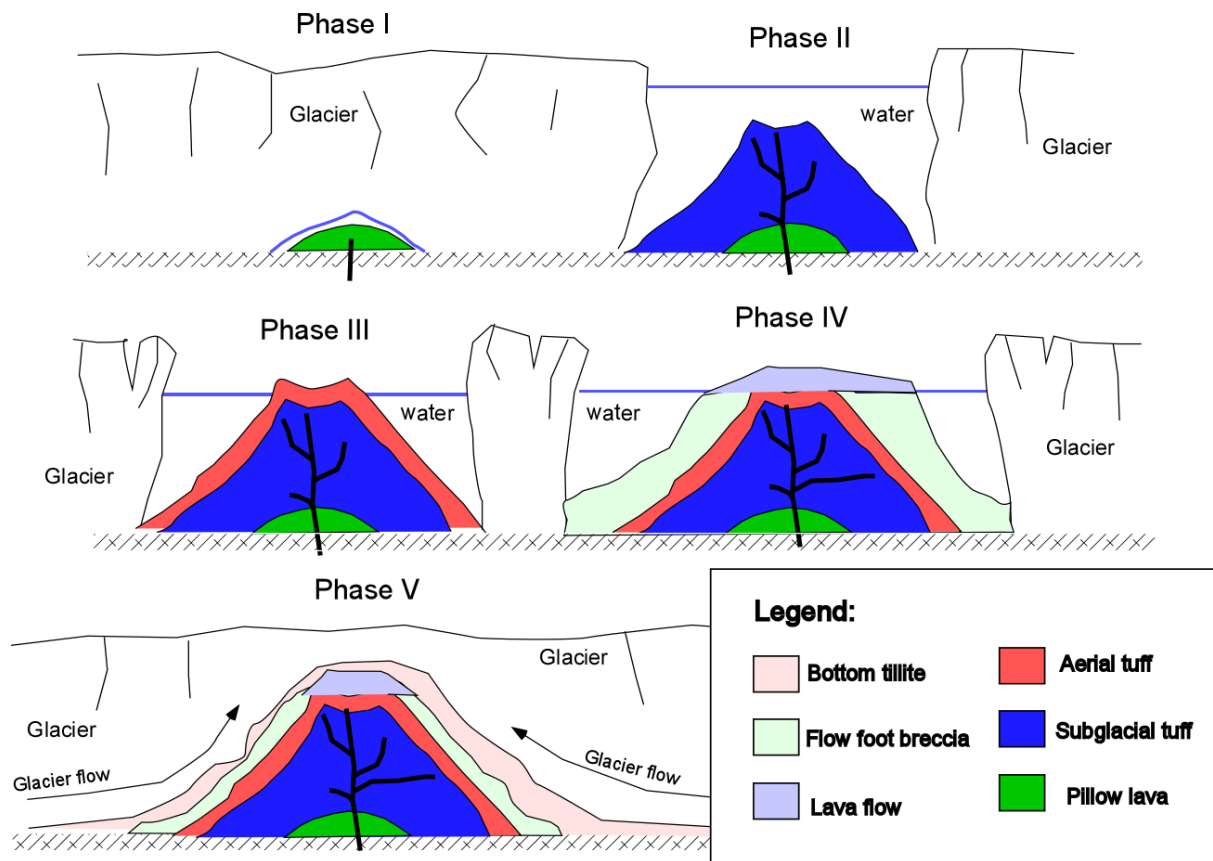 Phase I
Phase II
Glacier
water
Glacier
Phase III
Phase IV
water
water
Glacier
Glacier
Phase V
Glacier
Glacier
Glacier flow
Glacier flow
Legend:
Bottom tillite
Aerial tuff
Flow foot breccia
Subglacial tuff
Lava flow
Pillow lava